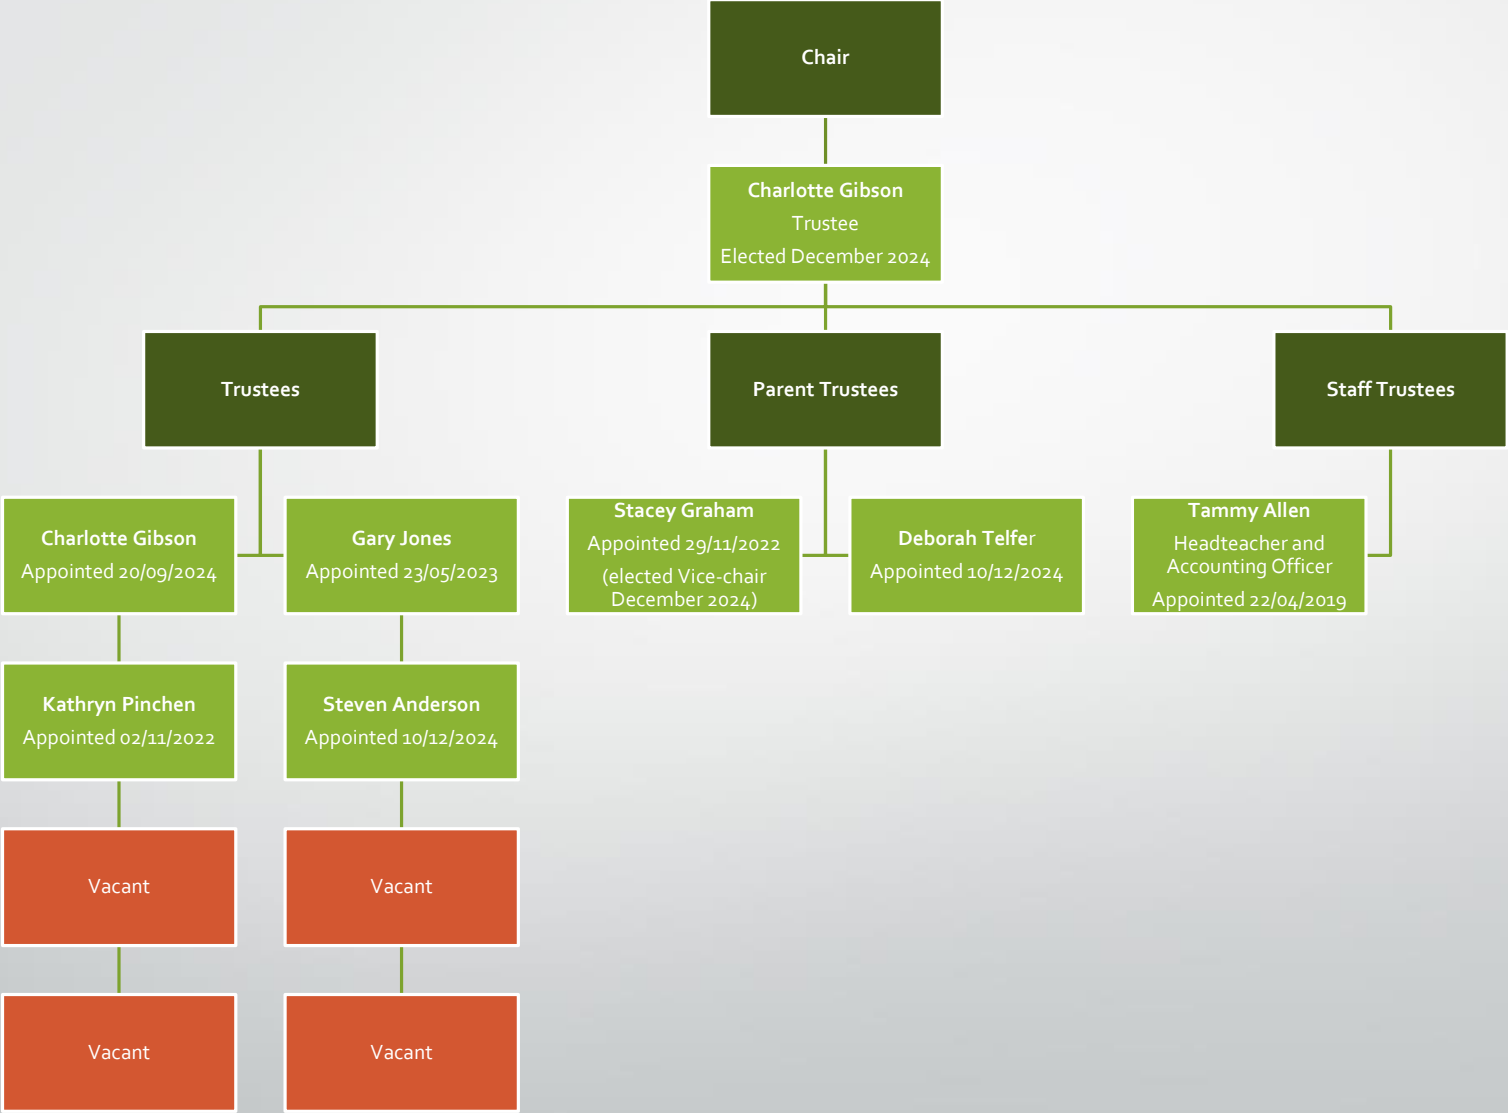 Chair
Charlotte Gibson
Trustee
Elected December 2024
Trustees
Parent Trustees
Staff Trustees
Charlotte Gibson
Appointed 20/09/2024
Gary Jones
Appointed 23/05/2023
Stacey Graham
Appointed 29/11/2022
(elected Vice-chair
December 2024)
Deborah Telfer
Appointed 10/12/2024
Tammy Allen
Headteacher and
Accounting Officer
Appointed 22/04/2019
Kathryn Pinchen
Appointed 02/11/2022
Steven Anderson
Appointed 10/12/2024
Vacant
Vacant
Vacant
Vacant